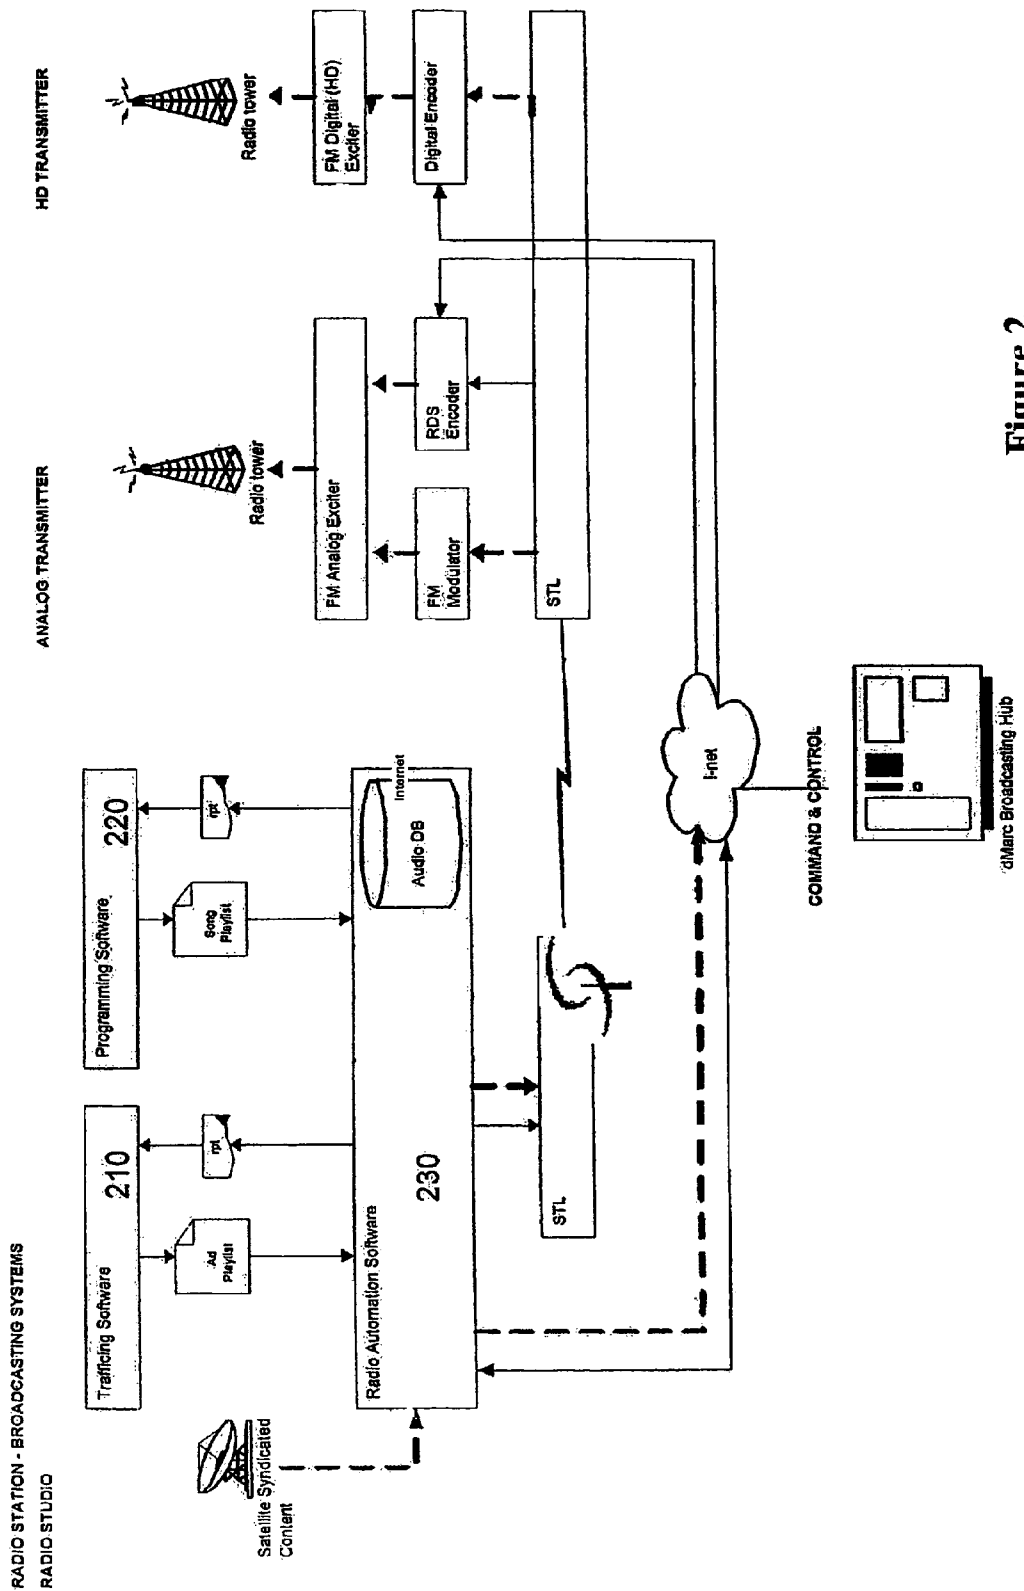 RADIO STATION - BROADCASTING SYSTEMS
RADIO STUDIO
ANALOG TRANSMITTER
HD TRANSMITTER
Trafficing Software
210
Programming Software
220
Ad
Playlist
rpt
Song
Playlist
rpt
Satellite Syndicated
Content
Radio Automation Software
230
Audio DB
Internet
STL
Radio tower
FM Analog Exciter
FM
Modulator
RDS
Encoder
STL
Radio tower
FM Digital (HD)
Exciter
Digital Encoder
I-net
COMMAND & CONTROL
dMarc Broadcasting Hub
Figure 2